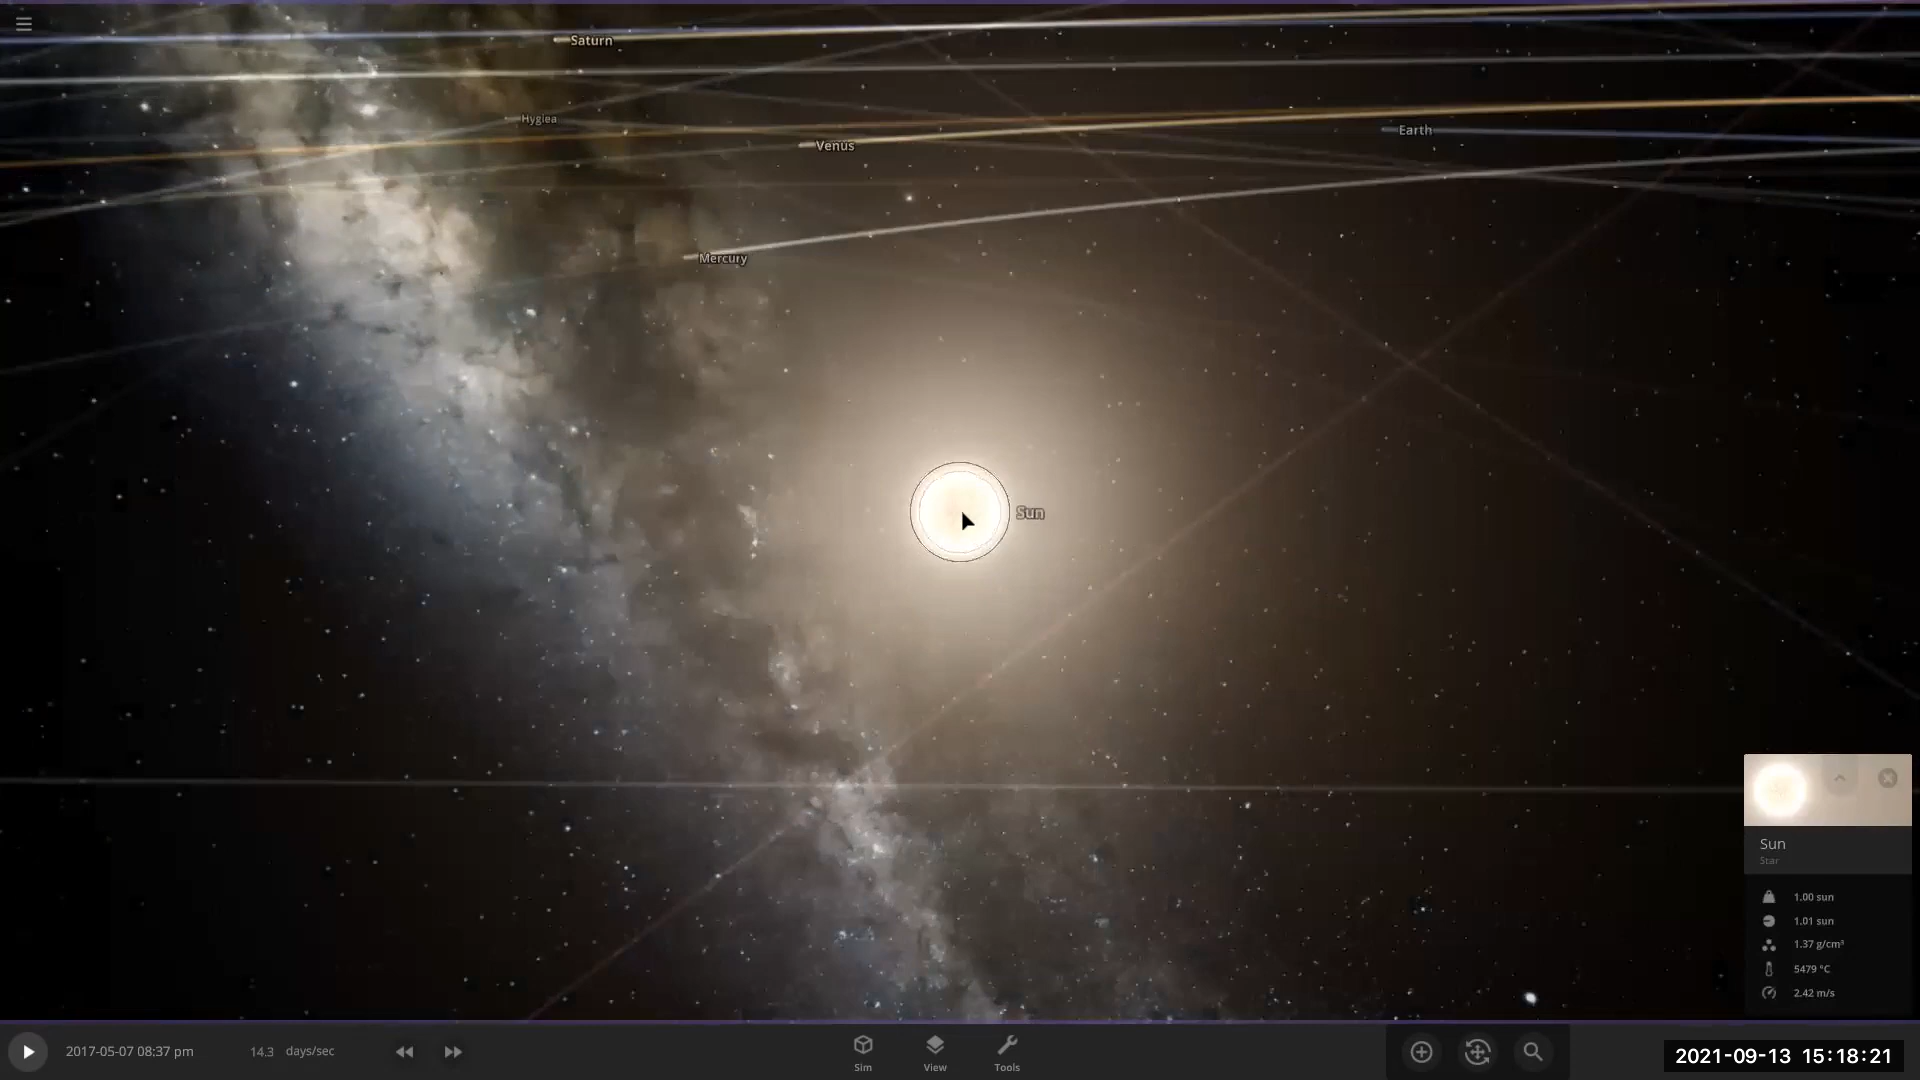 Saturn
Hygiea
Venus
Earth
Mercury
Sun
Sun
Star
1.00 sun
1.01 sun
1.37 g/cm³
5479 °C
2.42 m/s
2017-05-07 08:37 pm
14.3 days/sec
Sim
View
Tools
2021-09-13 15:18:21